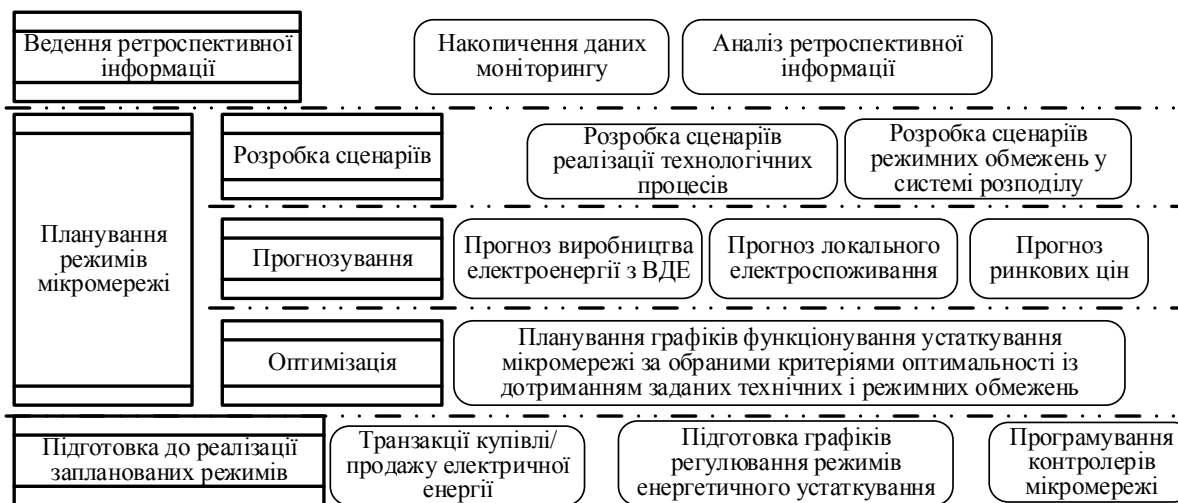 Ведення ретроспективної
інформації
Накопичення даних
моніторингу
Аналіз ретроспективної
інформації
Планування
режимів
мікромережі
Розробка сценаріїв
Розробка сценаріїв
реалізації технологічних
процесів
Розробка сценаріїв
режимних обмежень у
системі розподілу
Прогнозування
Прогноз виробництва
електроенергії з ВДЕ
Прогноз локального
електроспоживання
Прогноз
ринкових цін
Оптимізація
Планування графіків функціонування устаткування
мікромережі за обраними критеріями оптимальності із
дотриманням заданих технічних і режимних обмежень
Підготовка до реалізації
запланованих режимів
Транзакції купівлі/
продажу електричної
енергії
Підготовка графіків
регулювання режимів
енергетичного устаткування
Програмування
контролерів
мікромережі